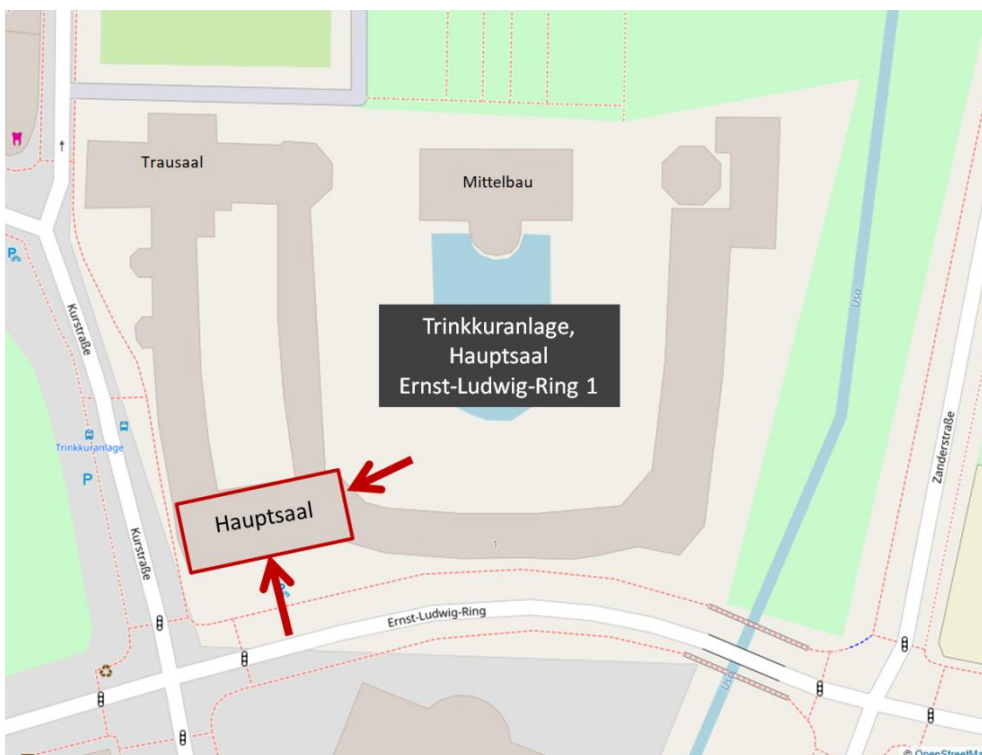 Trausaal
Mittelbau
P
Kurstraße
Trinkkuranlage,
Hauptsaal
Ernst-Ludwig-Ring 1
Usa
Zanderstraße
Trinkkuranlage
P
Hauptsaal
Kurstraße
1
Ernst-Ludwig-Ring
Usa
© OpenStreetMa